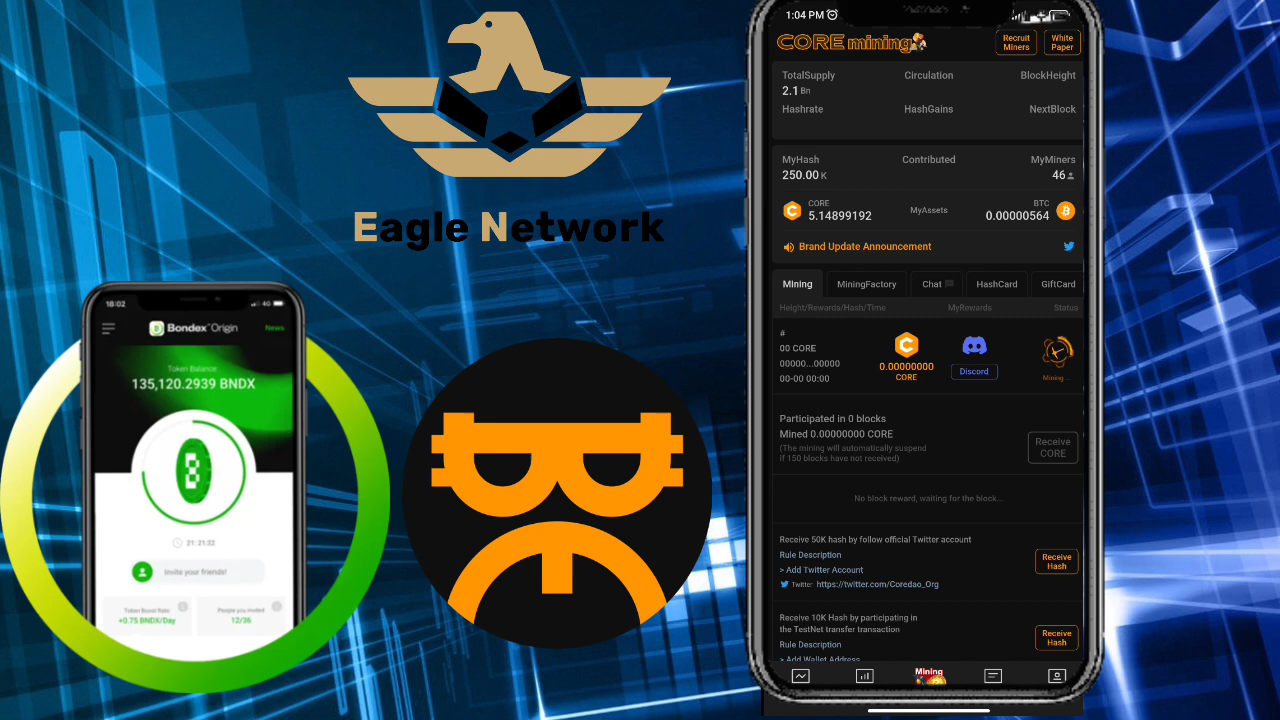 Eagle Network
18:02
4G
Bondex Origin
News
Token Balance:
135,120.2939 BNDX
21:21:32
Invite your friends!
Token Boost Rate
People you invited
+0.75 BNDX/Day
12/36
1:04 PM
CORE mining
Recruit
Miners
White
Paper
TotalSupply Circulation BlockHeight
2.1 Bn
Hashrate HashGains NextBlock
MyHash Contributed MyMiners
250.00 K 46
CORE BTC
5.14899192 MyAssets 0.00000564
Brand Update Announcement
Mining MiningFactory Chat HashCard GiftCard
Height/Rewards/Hash/Time MyRewards Status
#
00 CORE
00000...00000
00-00 00:00
0.00000000
CORE
Discord
Mining...
Participated in 0 blocks
Mined 0.00000000 CORE
(The mining will automatically suspend
if 150 blocks have not received)
Receive
CORE
No block reward, waiting for the block...
Receive 50K hash by follow official Twitter account
Rule Description
> Add Twitter Account
Twitter https://twitter.com/Coredao_Org
Receive
Hash
Receive 10K Hash by participating in
the TestNet transfer transaction
Rule Description
> Add Wallet Address
Receive
Hash
Mining